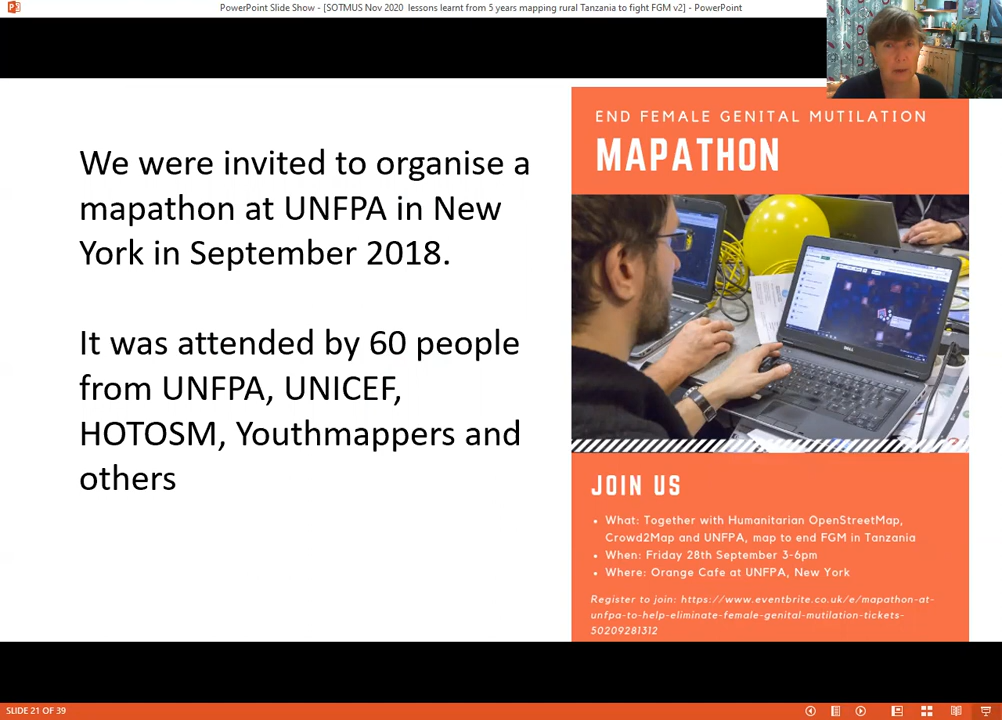 PowerPoint Slide Show - [SOTMUS Nov 2020 lessons learnt from 5 years mapping rural Tanzania to fight FGM v2] - PowerPoint
We were invited to organise a
mapathon at UNFPA in New
York in September 2018.
It was attended by 60 people
from UNFPA, UNICEF,
HOTOSM, Youthmappers and
others
END FEMALE GENITAL MUTILATION
MAPATHON
DELL
JOIN US
• What: Together with Humanitarian OpenStreetMap,
Crowd2Map and UNFPA, map to end FGM in Tanzania
• When: Friday 28th September 3-6pm
• Where: Orange Cafe at UNFPA, New York
Register to join: https://www.eventbrite.co.uk/e/mapathon-at-
unfpa-to-help-eliminate-female-genital-mutilation-tickets-
50209281312
SLIDE 21 OF 39